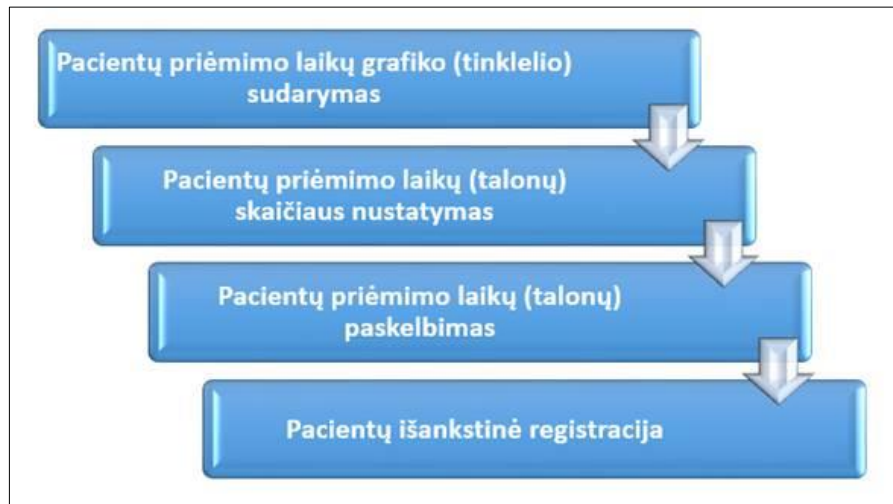 Pacientų priėmimo laikų grafiko (tinklelio)
sudarymas
Pacientų priėmimo laikų (talonų)
skaičiaus nustatymas
Pacientų priėmimo laikų (talonų)
paskelbimas
Pacientų išankstinė registracija